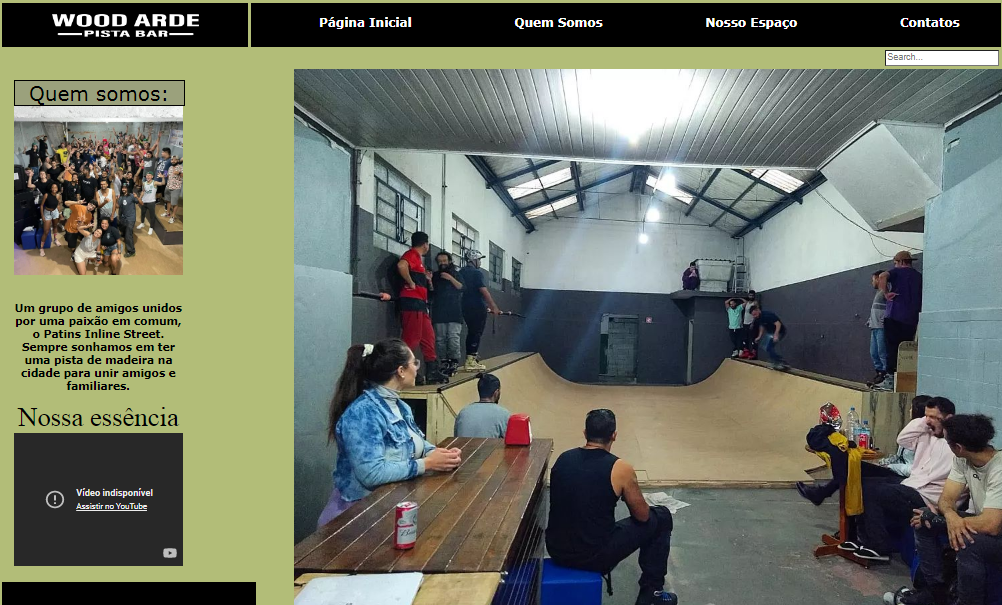 WOOD ARDE
PISTA BAR
Página Inicial
Quem Somos
Nosso Espaço
Contatos
Search...
Quem somos:
Um grupo de amigos unidos
por uma paixão em comum,
o Patins Inline Street.
Sempre sonhamos em ter
uma pista de madeira na
cidade para unir amigos e
familiares.
Nossa essência
Vídeo indisponível
Assistir no YouTube